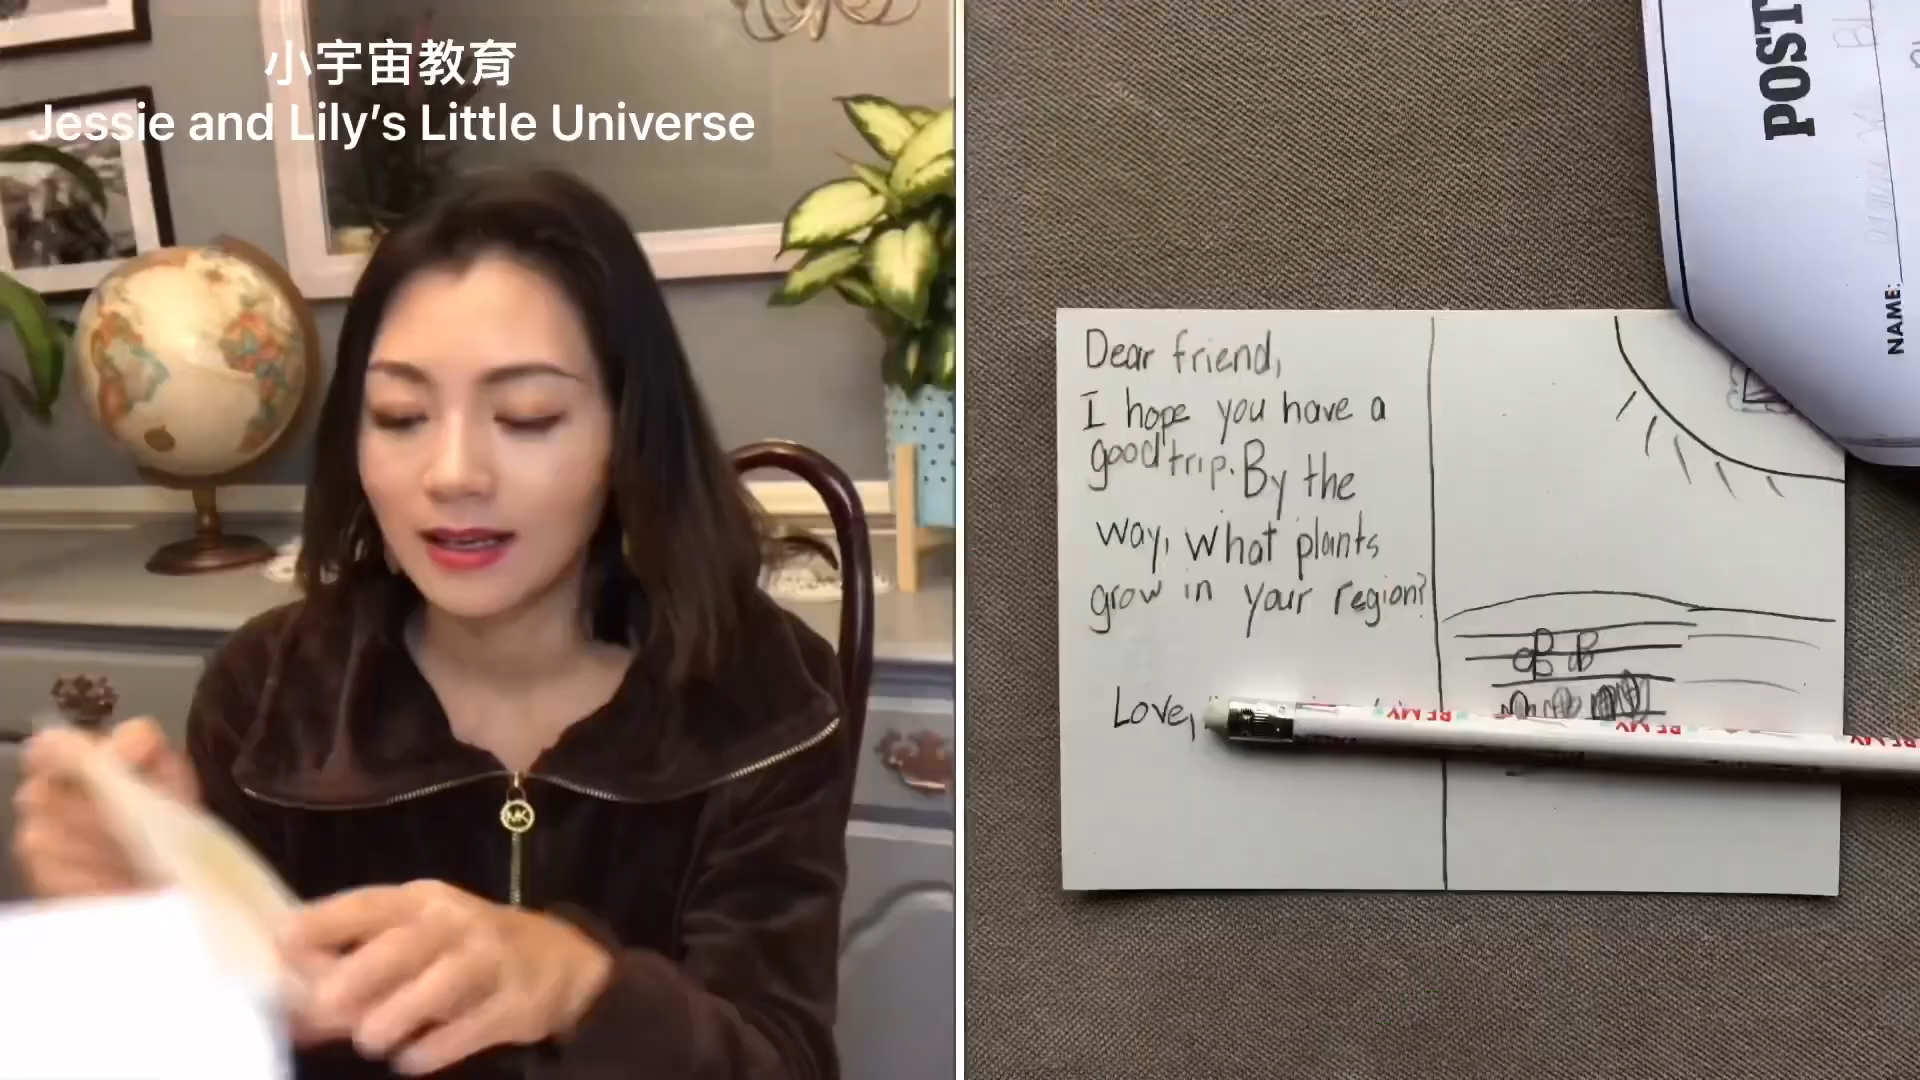 小宇宙教育
Jessie and Lily's Little Universe
MK
POST
NAME:
Dear friend,
I hope you have a
good trip. By the
way, what plants
grow in your region?
Love,